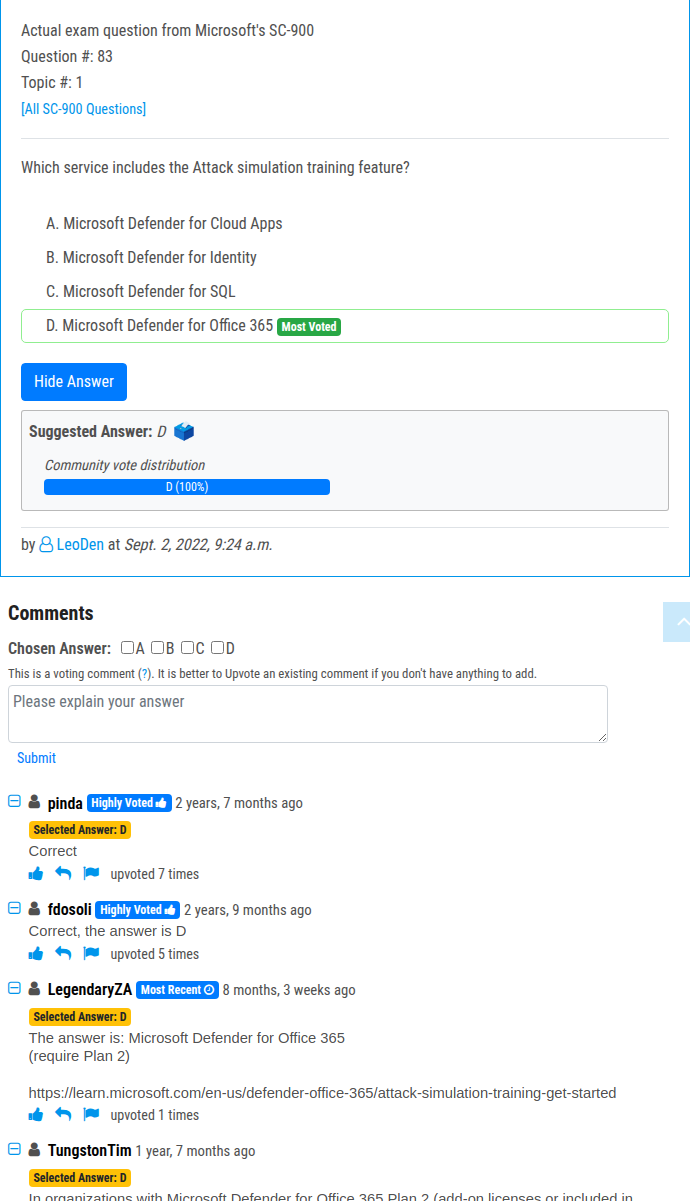 Actual exam question from Microsoft's SC-900
Question #: 83
Topic #: 1
[All SC-900 Questions]
Which service includes the Attack simulation training feature?
A. Microsoft Defender for Cloud Apps
B. Microsoft Defender for Identity
C. Microsoft Defender for SQL
D. Microsoft Defender for Office 365 Most Voted
Hide Answer
Suggested Answer: D
Community vote distribution
D (100%)
by LeoDen at Sept. 2, 2022, 9:24 a.m.
Comments
Chosen Answer: A B C D
This is a voting comment (?). It is better to Upvote an existing comment if you don't have anything to add.
Please explain your answer
Submit
pinda Highly Voted 2 years, 7 months ago
Selected Answer: D
Correct
upvoted 7 times
fdosoli Highly Voted 2 years, 9 months ago
Correct, the answer is D
upvoted 5 times
LegendaryZA Most Recent 8 months, 3 weeks ago
Selected Answer: D
The answer is: Microsoft Defender for Office 365
(require Plan 2)
https://learn.microsoft.com/en-us/defender-office-365/attack-simulation-training-get-started
upvoted 1 times
TungstonTim 1 year, 7 months ago
Selected Answer: D
In organizations with Microsoft Defender for Office 365 Plan 2 (add-on licenses or included in